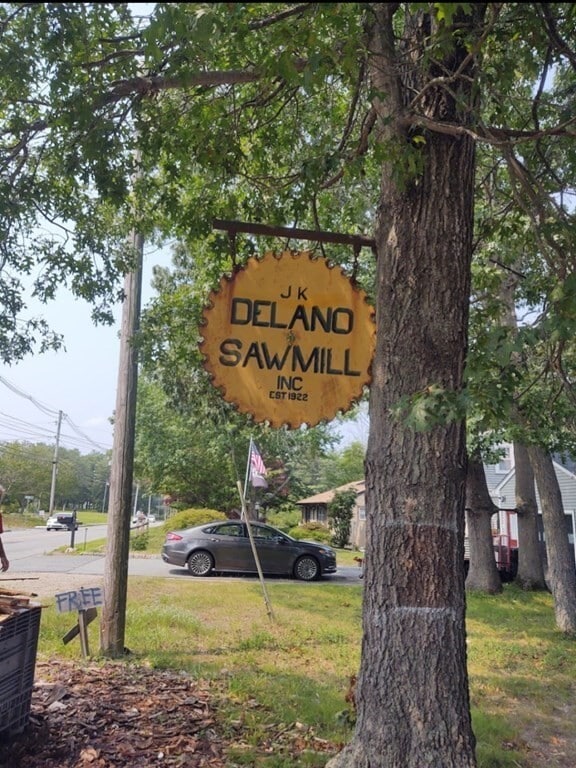 J K
DELANO
SAWMILL
INC
EST 1922
FREE